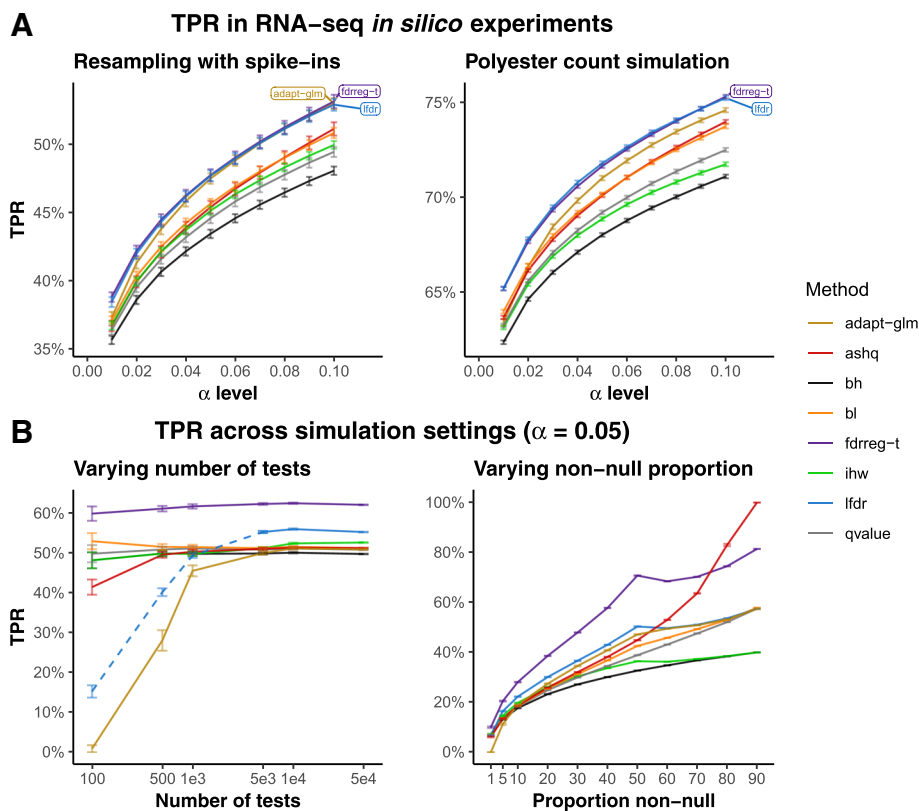 A
TPR in RNA−seq in silico experiments
Resampling with spike−ins
Polyester count simulation
TPR
50%
45%
40%
35%
adapt−glm
fdrreg−t
lfdr
0.00 0.02 0.04 0.06 0.08 0.10
α level
75%
70%
65%
fdrreg−t
lfdr
0.00 0.02 0.04 0.06 0.08 0.10
α level
B
TPR across simulation settings (α = 0.05)
Varying number of tests
Varying non−null proportion
TPR
60%
50%
40%
30%
20%
10%
0%
100 500 1e3 5e3 1e4 5e4
Number of tests
100%
80%
60%
40%
20%
0%
1 5 10 20 30 40 50 60 70 80 90
Proportion non−null
Method
adapt−glm
ashq
bh
bl
fdrreg−t
ihw
lfdr
qvalue